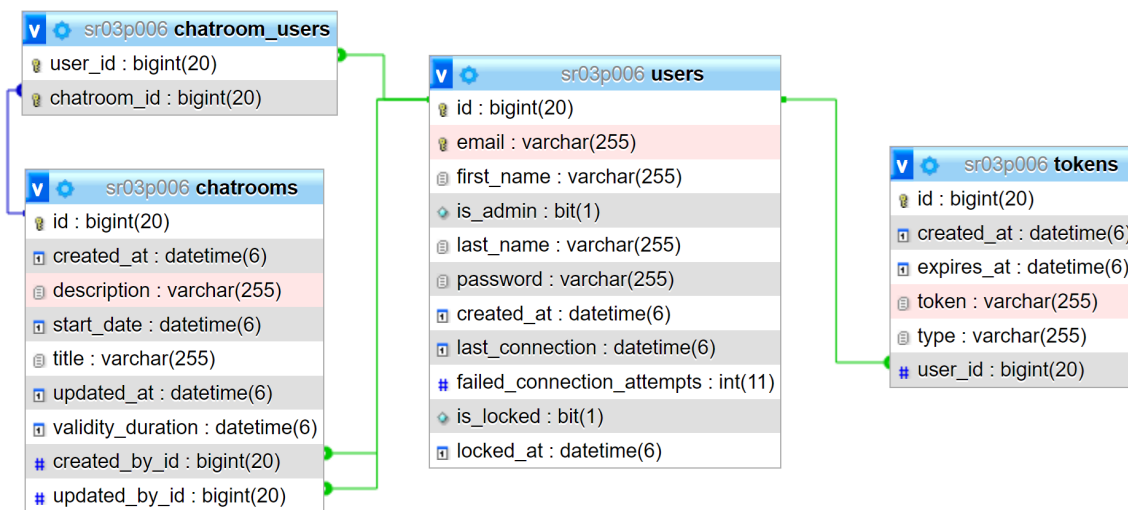 v sr03p006 chatroom_users
user_id : bigint(20)
chatroom_id : bigint(20)
v sr03p006 chatrooms
id : bigint(20)
created_at : datetime(6)
description : varchar(255)
start_date : datetime(6)
title : varchar(255)
updated_at : datetime(6)
validity_duration : datetime(6)
# created_by_id : bigint(20)
# updated_by_id : bigint(20)
v sr03p006 users
id : bigint(20)
email : varchar(255)
first_name : varchar(255)
is_admin : bit(1)
last_name : varchar(255)
password : varchar(255)
created_at : datetime(6)
last_connection : datetime(6)
# failed_connection_attempts : int(11)
is_locked : bit(1)
locked_at : datetime(6)
v sr03p006 tokens
id : bigint(20)
created_at : datetime(6)
expires_at : datetime(6)
token : varchar(255)
type : varchar(255)
# user_id : bigint(20)